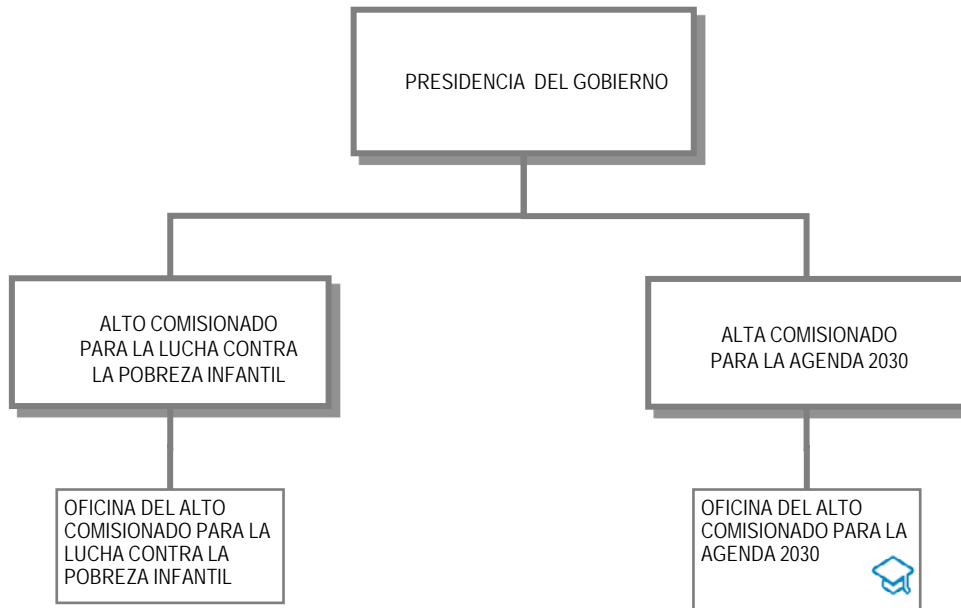 PRESIDENCIA DEL GOBIERNO
ALTO COMISIONADO
PARA LA LUCHA CONTRA
LA POBREZA INFANTIL
ALTA COMISIONADO
PARA LA AGENDA 2030
OFICINA DEL ALTO
COMISIONADO PARA LA
LUCHA CONTRA LA
POBREZA INFANTIL
OFICINA DEL ALTO
COMISIONADO PARA LA
AGENDA 2030